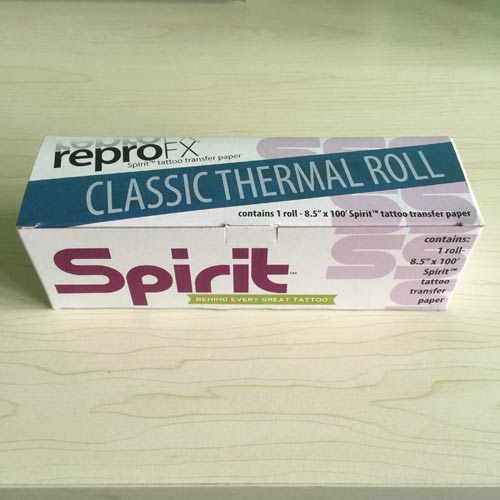 reproFX
Spirit™ tattoo transfer paper
CLASSIC THERMAL ROLL
contains 1 roll - 8.5" x 100' Spirit™ tattoo transfer paper
Spirit™
BEHIND EVERY GREAT TATTOO
contains:
1 roll-
8.5" x 100'
Spirit™
tattoo
transfer
paper